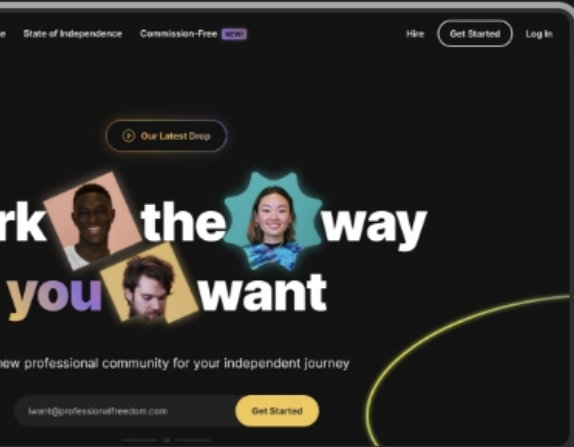 e State of Independence Commission-Free NEW! Hire Get Started Log In
Our Latest Drop
rk the way
you want
new professional community for your independent journey
iwant@professionalfreedom.com Get Started
OR